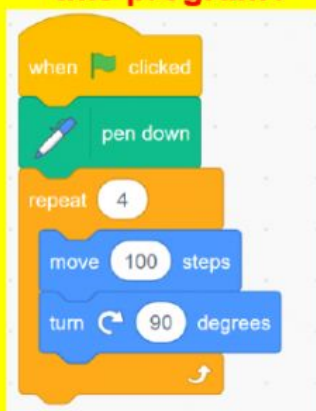 when clicked
pen down
repeat 4
move 100 steps
turn 90 degrees